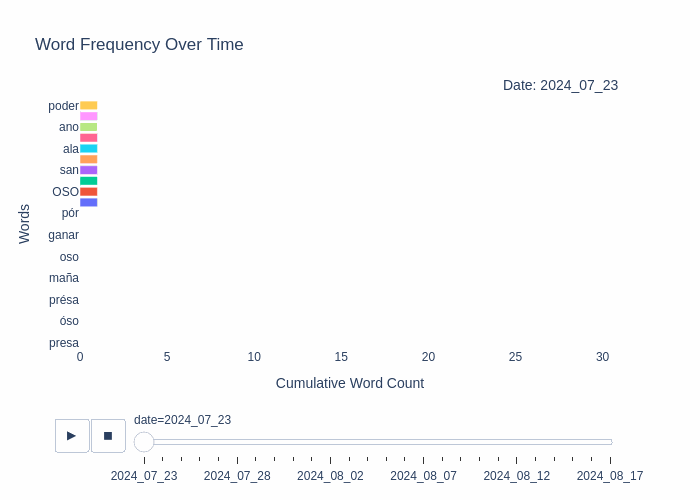 Word Frequency Over Time
Date: 2024_07_23
poder
ano
ala
san
OSO
pór
ganar
oso
maña
présa
óso
presa
Words
0 5 10 15 20 25 30
Cumulative Word Count
date=2024_07_23
2024_07_23 2024_07_28 2024_08_02 2024_08_07 2024_08_12 2024_08_17